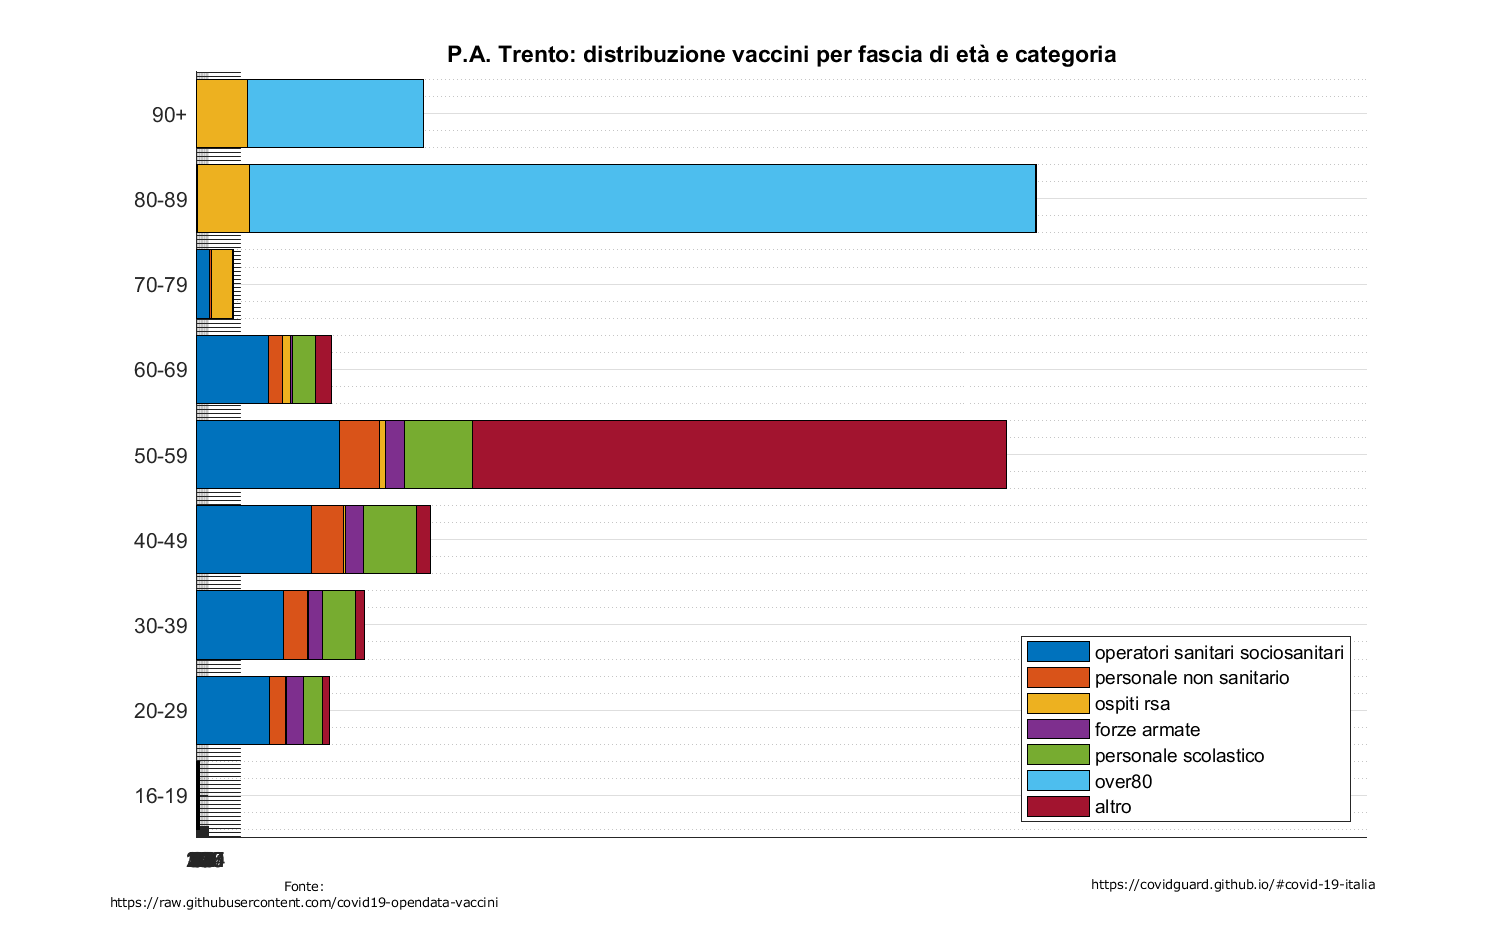 P.A. Trento: distribuzione vaccini per fascia di età e categoria
90+
80-89
70-79
60-69
50-59
40-49
30-39
20-29
16-19
operatori sanitari sociosanitari
personale non sanitario
ospiti rsa
forze armate
personale scolastico
over80
altro
Fonte:
https://raw.githubusercontent.com/covid19-opendata-vaccini
https://covidguard.github.io/#covid-19-italia